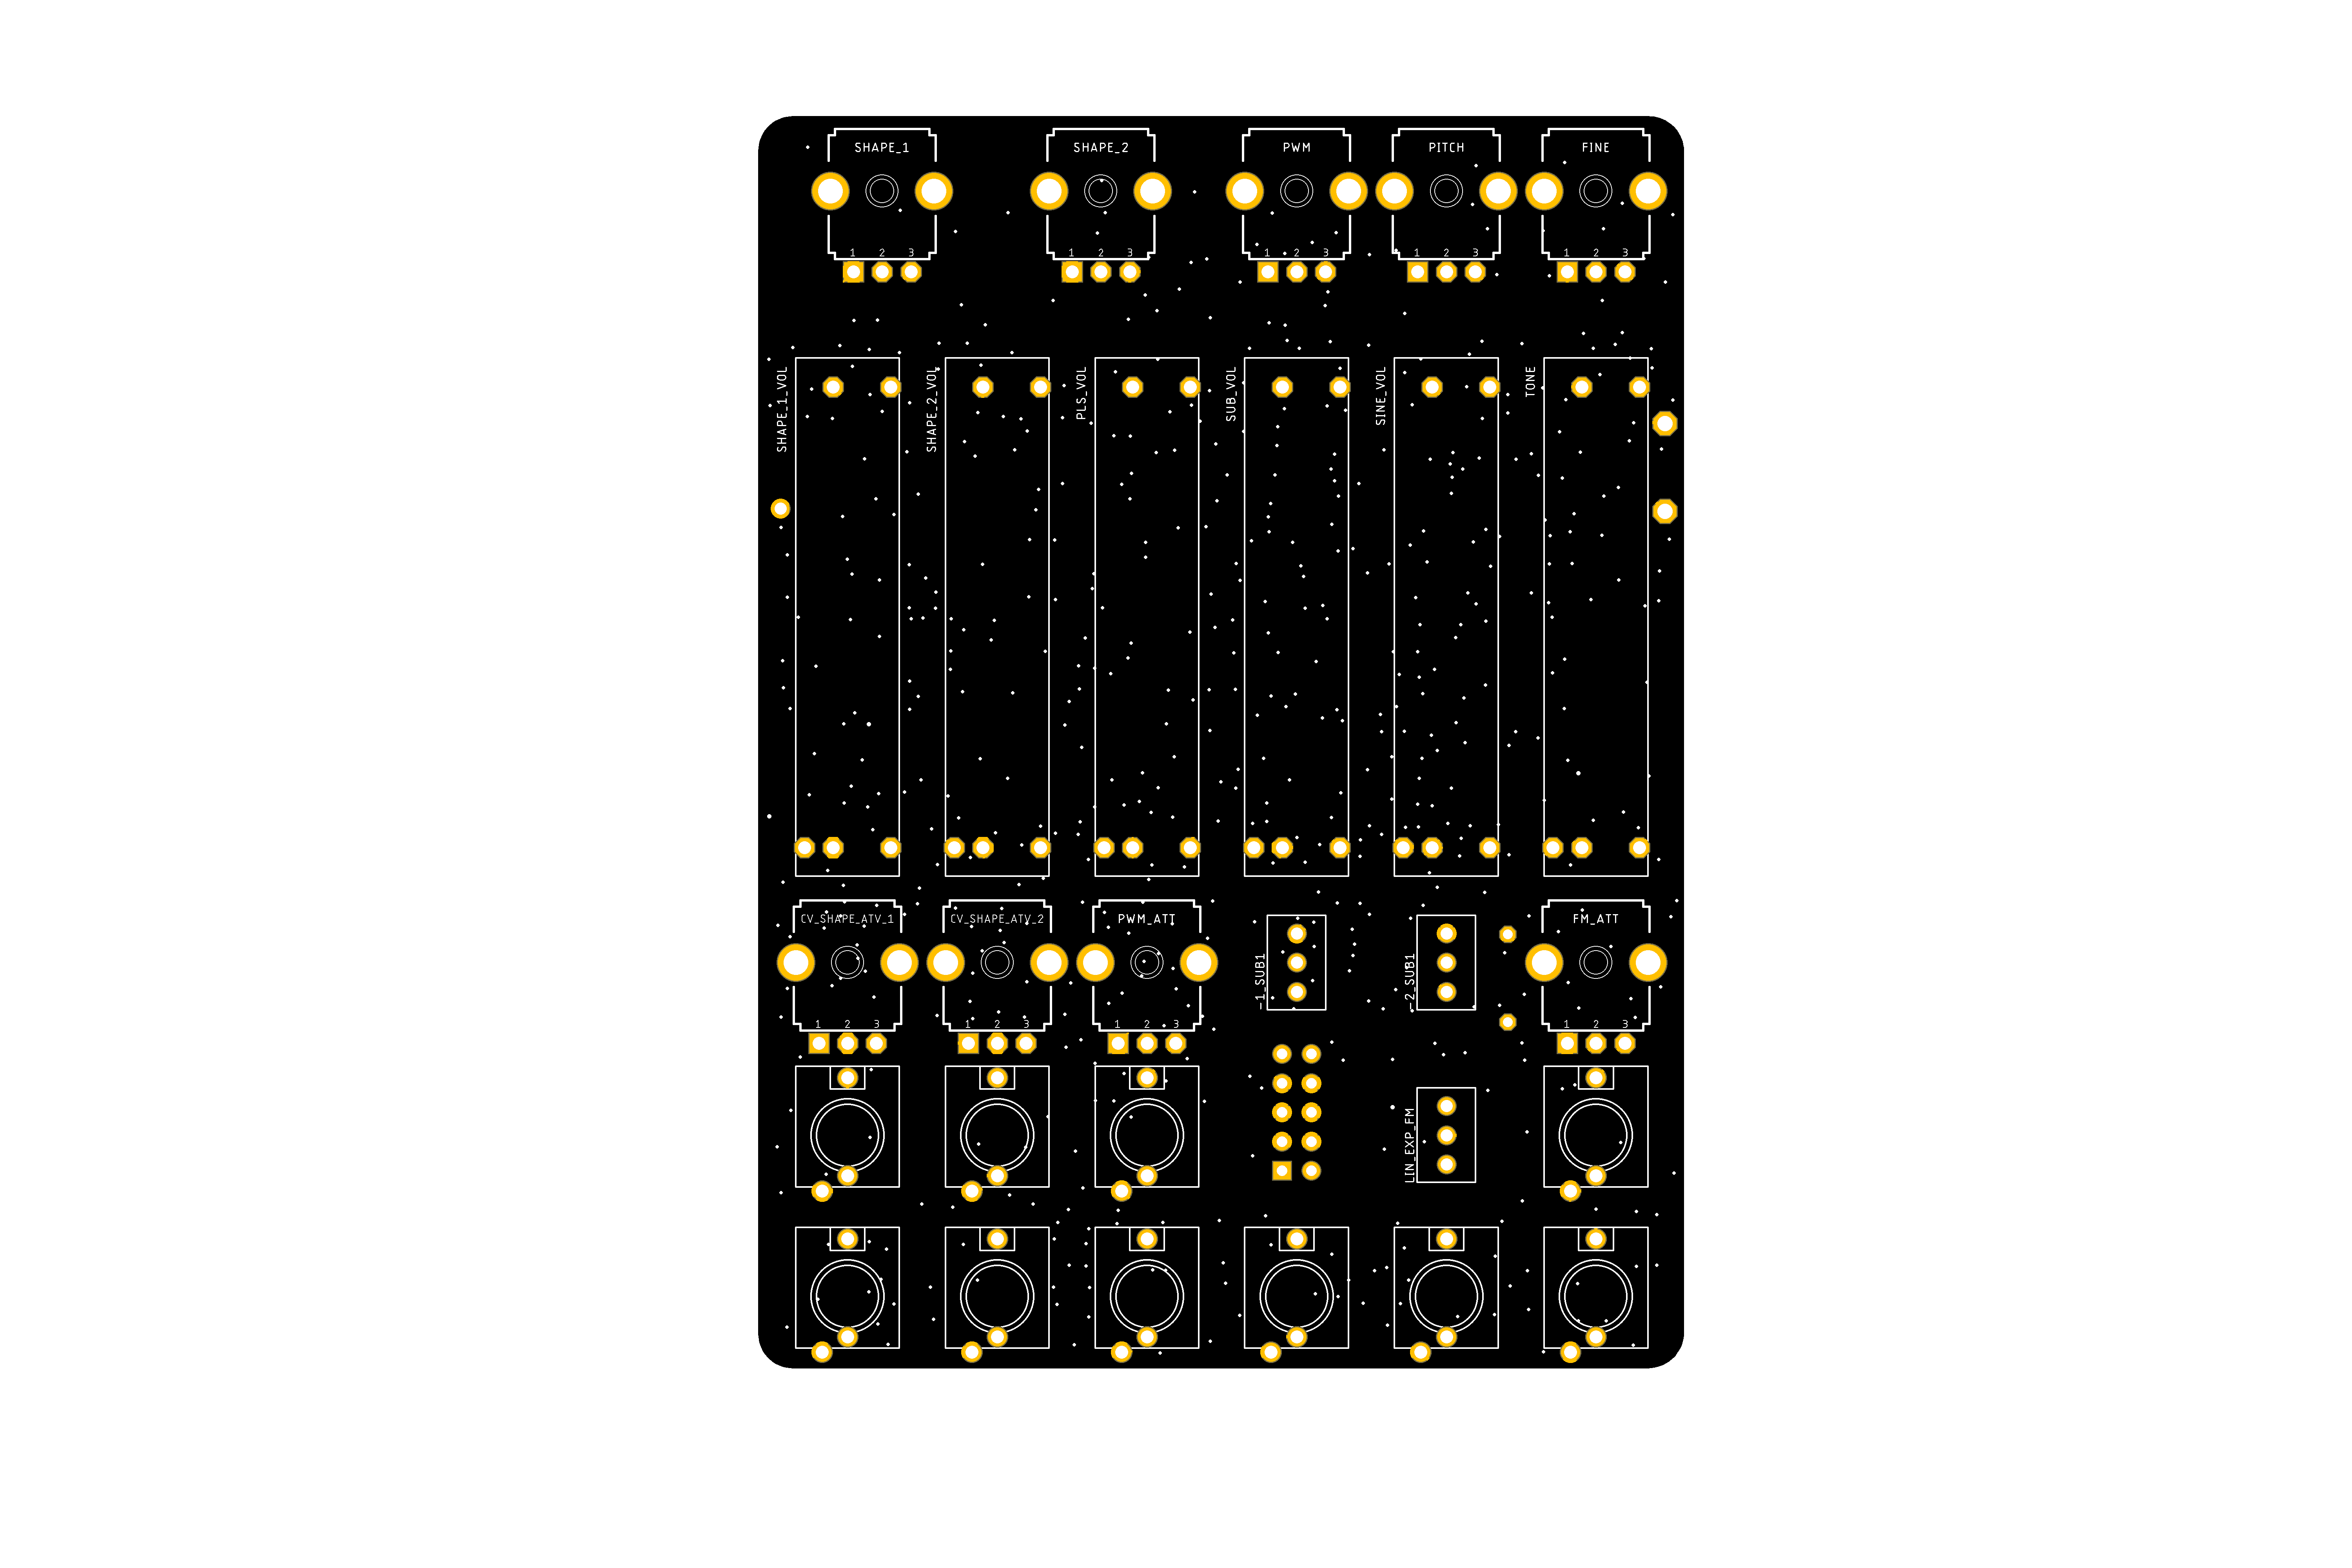 SHAPE_1
SHAPE_2
PWM
PITCH
FINE
1 2 3
1 2 3
1 2 3
1 2 3
1 2 3
SHAPE_1_VOL
SHAPE_2_VOL
PLS_VOL
SUB_VOL
SINE_VOL
TONE
CV_SHAPE_ATV_1
CV_SHAPE_ATV_2
PWM_ATT
FM_ATT
-1_SUB1
-2_SUB1
1 2 3
1 2 3
1 2 3
1 2 3
LIN_EXP_FM